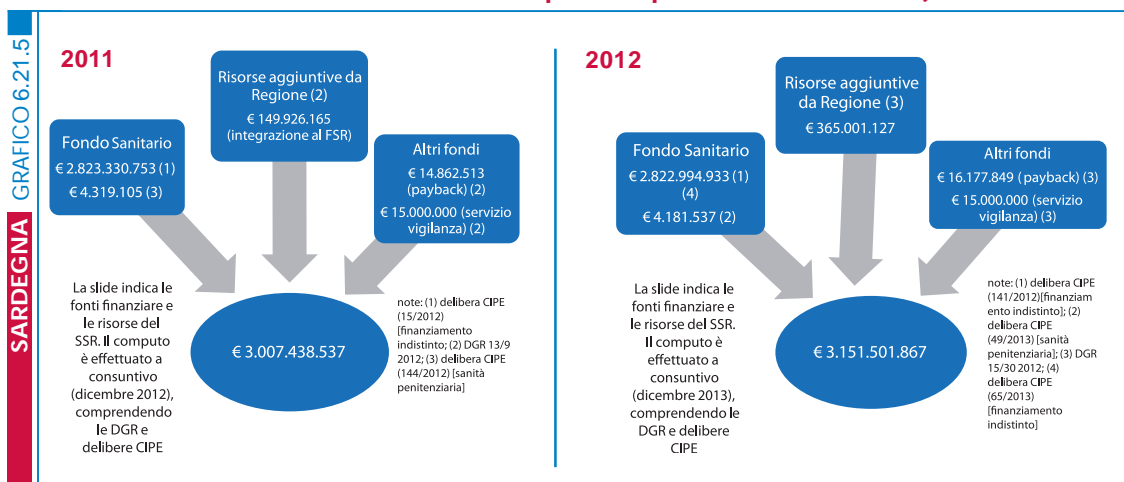 SARDEGNA GRAFICO 6.21.5
2011
Fondo Sanitario
€ 2.823.330.753 (1)
€ 4.319.105 (3)
Risorse aggiuntive da
Regione (2)
€ 149.926.165
(integrazione al FSR)
Altri fondi
€ 14.862.513
(payback) (2)
€ 15.000.000 (servizio
vigilanza) (2)
La slide indica le
fonti finanziare e
le risorse del
SSR. Il computo
è effettuato a
consuntivo
(dicembre 2012),
comprendendo
le DGR e
delibere CIPE
€ 3.007.438.537
note: (1) delibera CIPE
(15/2012)
[finanziamento
indistinto; (2) DGR 13/9
2012; (3) delibera CIPE
(144/2012) [sanità
penitenziaria]
2012
Fondo Sanitario
€ 2.822.994.933 (1)
(4)
€ 4.181.537 (2)
Risorse aggiuntive
da Regione (3)
€ 365.001.127
Altri fondi
€ 16.177.849 (payback) (3)
€ 15.000.000 (servizio
vigilanza) (3)
La slide indica le
fonti finanziare e
le risorse del SSR.
Il computo è
effettuato a
consuntivo
(dicembre 2013),
comprendendo le
DGR e delibere
CIPE
€ 3.151.501.867
note: (1) delibera CIPE
(141/2012)[finanziam
ento indistinto]; (2)
delibera CIPE
(49/2013) [sanità
penitenziaria]; (3) DGR
15/30 2012; (4)
delibera CIPE
(65/2013)
[finanziamento
indistinto]